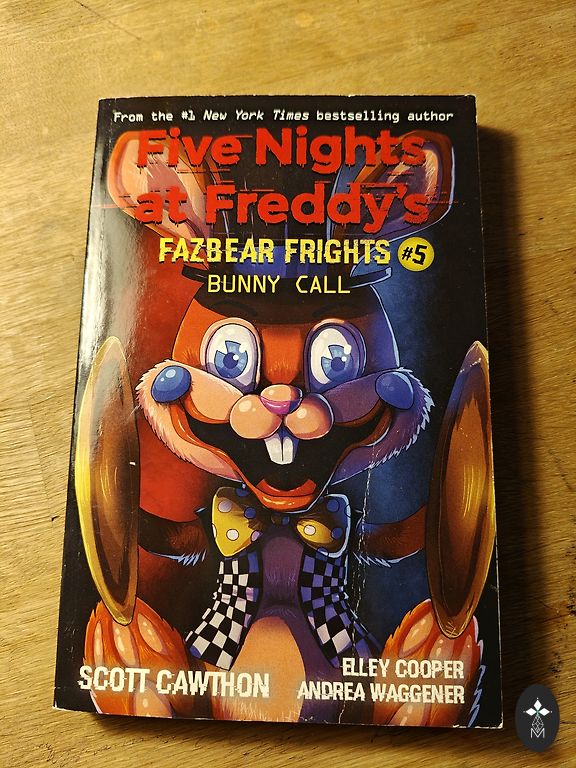 From the #1 New York Times bestselling author
Five Nights
at Freddy's
FAZBEAR FRIGHTS #5
BUNNY CALL
SCOTT CAWTHON
ELLEY COOPER
ANDREA WAGGENER
M